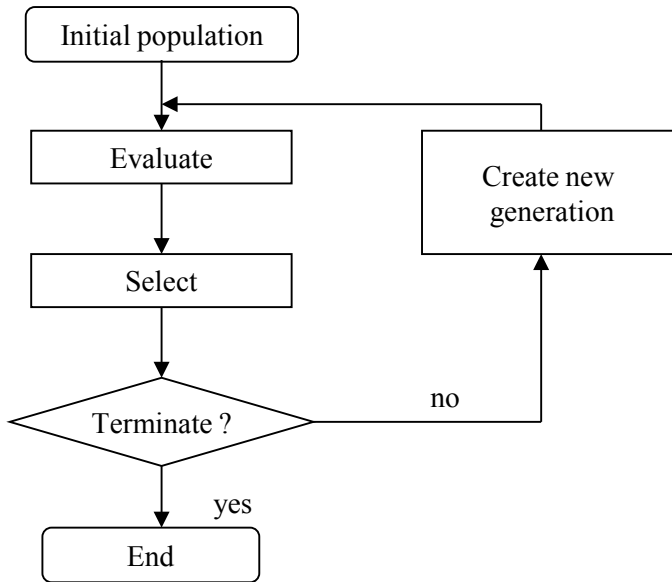 Initial population
Evaluate
Create new
generation
Select
Terminate ?
no
yes
End